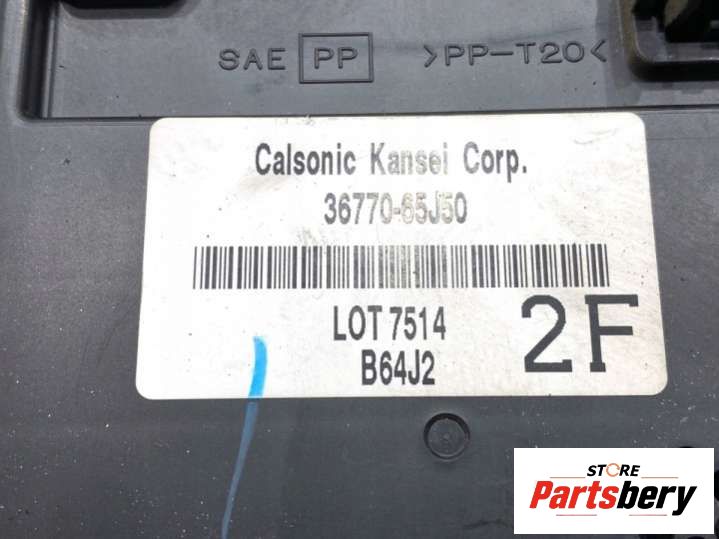 SAE PP >PP-T20<
Calsonic Kansei Corp.
36770-65J50
LOT 7514
B64J2
2F
STORE
Partsbery